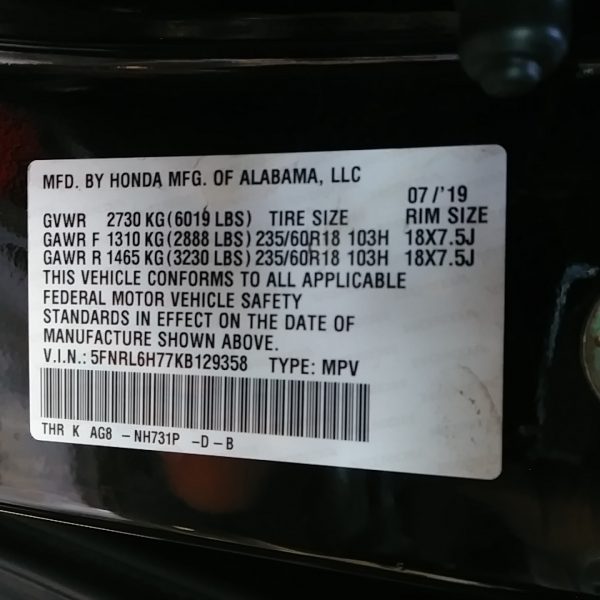 MFD. BY HONDA MFG. OF ALABAMA, LLC
07/'19
GVWR 2730 KG (6019 LBS) TIRE SIZE RIM SIZE
GAWR F 1310 KG (2888 LBS) 235/60R18 103H 18X7.5J
GAWR R 1465 KG (3230 LBS) 235/60R18 103H 18X7.5J
THIS VEHICLE CONFORMS TO ALL APPLICABLE
FEDERAL MOTOR VEHICLE SAFETY
STANDARDS IN EFFECT ON THE DATE OF
MANUFACTURE SHOWN ABOVE.
V.I.N.: 5FNRL6H77KB129358 TYPE: MPV
THR K AG8 -NH731P -D-B